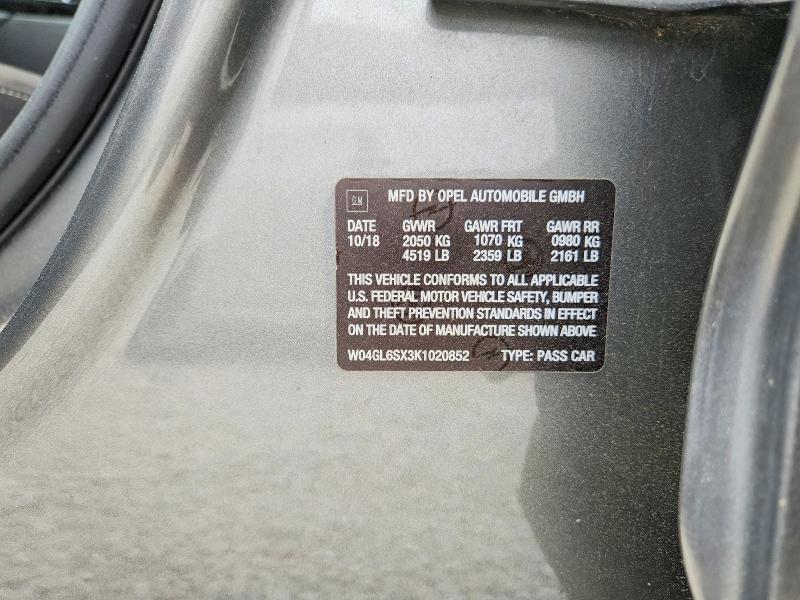 GM MFD BY OPEL AUTOMOBILE GMBH
DATE GVWR GAWR FRT GAWR RR
10/18 2050 KG 1070 KG 0980 KG
4519 LB 2359 LB 2161 LB
THIS VEHICLE CONFORMS TO ALL APPLICABLE
U.S. FEDERAL MOTOR VEHICLE SAFETY, BUMPER
AND THEFT PREVENTION STANDARDS IN EFFECT
ON THE DATE OF MANUFACTURE SHOWN ABOVE
W04GL6SX3K1020852 TYPE: PASS CAR